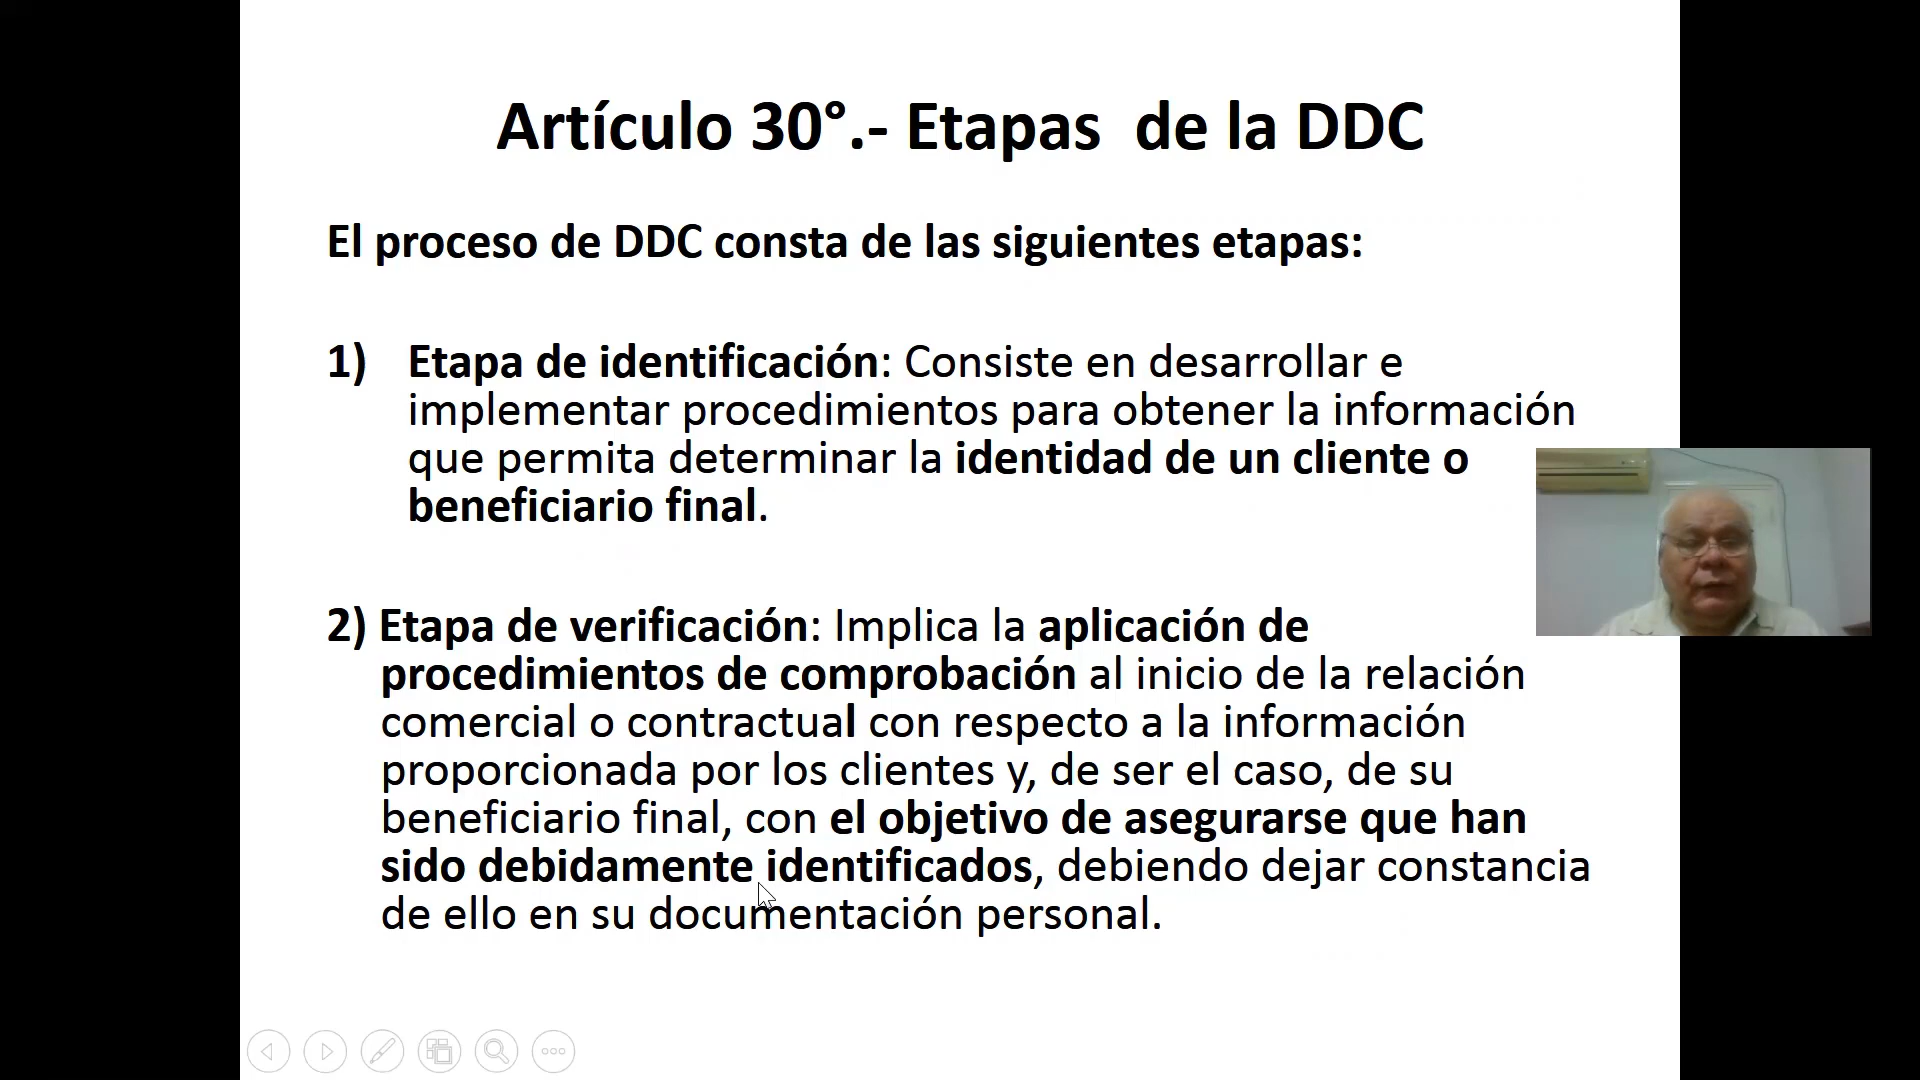 Artículo 30°.- Etapas  de la DDC
El proceso de DDC consta de las siguientes etapas:
1) Etapa de identificación: Consiste en desarrollar e
implementar procedimientos para obtener la información
que permita determinar la identidad de un cliente o
beneficiario final.
2) Etapa de verificación: Implica la aplicación de
procedimientos de comprobación al inicio de la relación
comercial o contractual con respecto a la información
proporcionada por los clientes y, de ser el caso, de su
beneficiario final, con el objetivo de asegurarse que han
sido debidamente identificados, debiendo dejar constancia
de ello en su documentación personal.